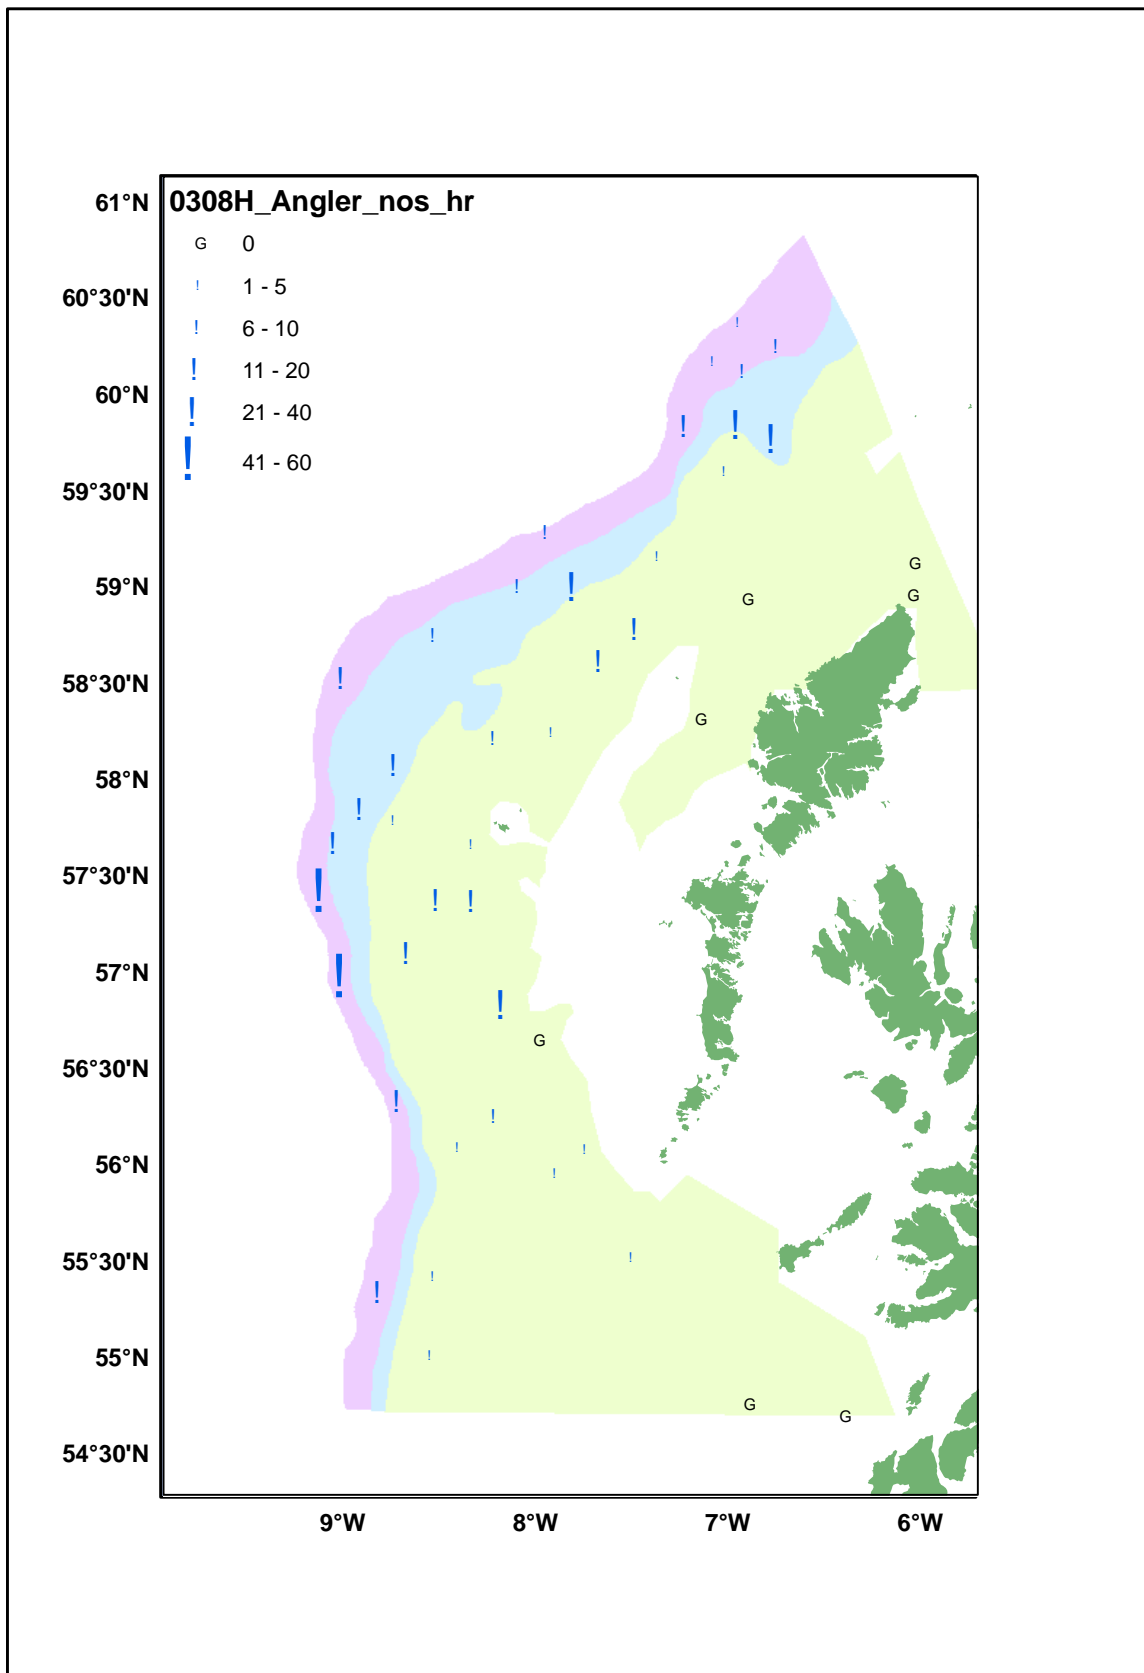 0308H_Angler_nos_hr
G 0
! 1 - 5
! 6 - 10
! 11 - 20
! 21 - 40
! 41 - 60
61°N
60°30'N
60°N
59°30'N
59°N
58°30'N
58°N
57°30'N
57°N
56°30'N
56°N
55°30'N
55°N
54°30'N
! 
!
!
!
!
!
!
!
!
!
G
!
!
G
G
!
!
!
!
!
G
!
!
!
!
!
!
!
!
!
!
!
!
!
G
!
!
!
!
!
!
!
!
!
G
G
9°W 8°W 7°W 6°W